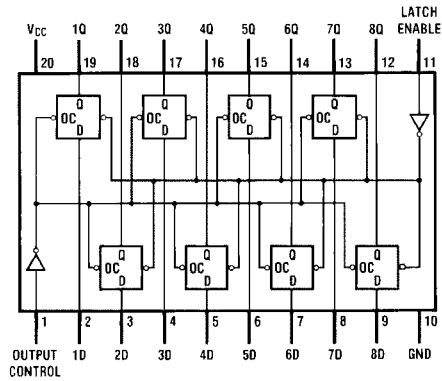 LATCH
VCC 1Q 2Q 3Q 4Q 5Q 6Q 7Q 8Q ENABLE
20 19 18 17 16 15 14 13 12 11
Q Q Q Q
OC OC OC OC
D D D D
Q Q Q Q
OC OC OC OC
D D D D
1 2 3 4 5 6 7 8 9 10
OUTPUT 1D 2D 3D 4D 5D 6D 7D 8D GND
CONTROL